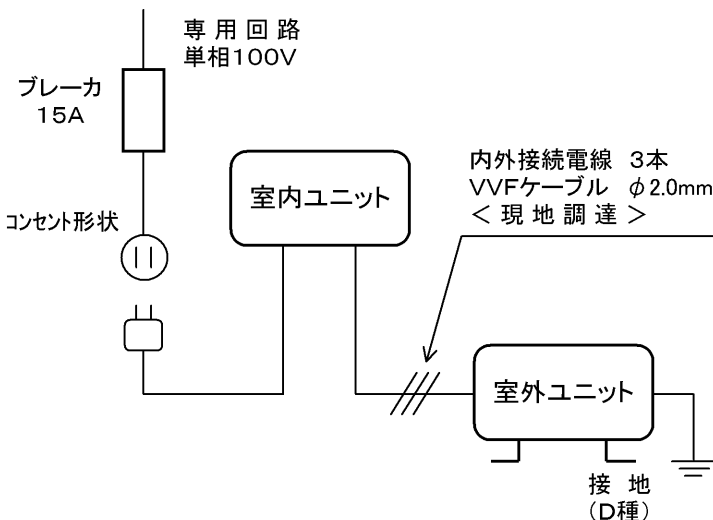 専用回路
単相100V
ブレーカ
15A
コンセント形状
室内ユニット
内外接続電線 3本
VVFケーブル φ2.0mm
＜現地調達＞
室外ユニット
接地
(D種)